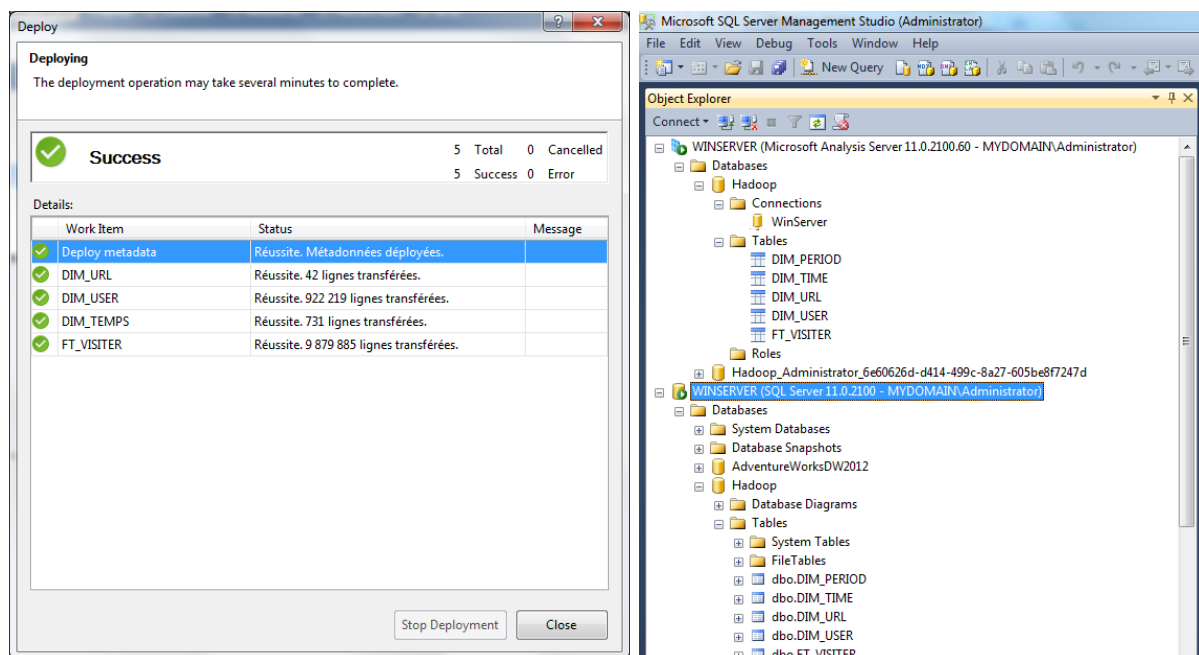 Deploy
Deploying
The deployment operation may take several minutes to complete.
Success
5 Total 0 Cancelled
5 Success 0 Error
Details:
Work Item Status Message
Deploy metadata Réussite. Métadonnées déployées.
DIM_URL Réussite. 42 lignes transférées.
DIM_USER Réussite. 922 219 lignes transférées.
DIM_TEMPS Réussite. 731 lignes transférées.
FT_VISITER Réussite. 9 879 885 lignes transférées.
Stop Deployment Close
Microsoft SQL Server Management Studio (Administrator)
File Edit View Debug Tools Window Help
New Query
Object Explorer
Connect
WINSERVER (Microsoft Analysis Server 11.0.2100.60 - MYDOMAIN\Administrator)
Databases
Hadoop
Connections
WinServer
Tables
DIM_PERIOD
DIM_TIME
DIM_URL
DIM_USER
FT_VISITER
Roles
Hadoop_Administrator_6e60626d-d414-499c-8a27-605be8f7247d
WINSERVER (SQL Server 11.0.2100 - MYDOMAIN\Administrator)
Databases
System Databases
Database Snapshots
AdventureWorksDW2012
Hadoop
Database Diagrams
Tables
System Tables
FileTables
dbo.DIM_PERIOD
dbo.DIM_TIME
dbo.DIM_URL
dbo.DIM_USER
dbo.FT_VISITER